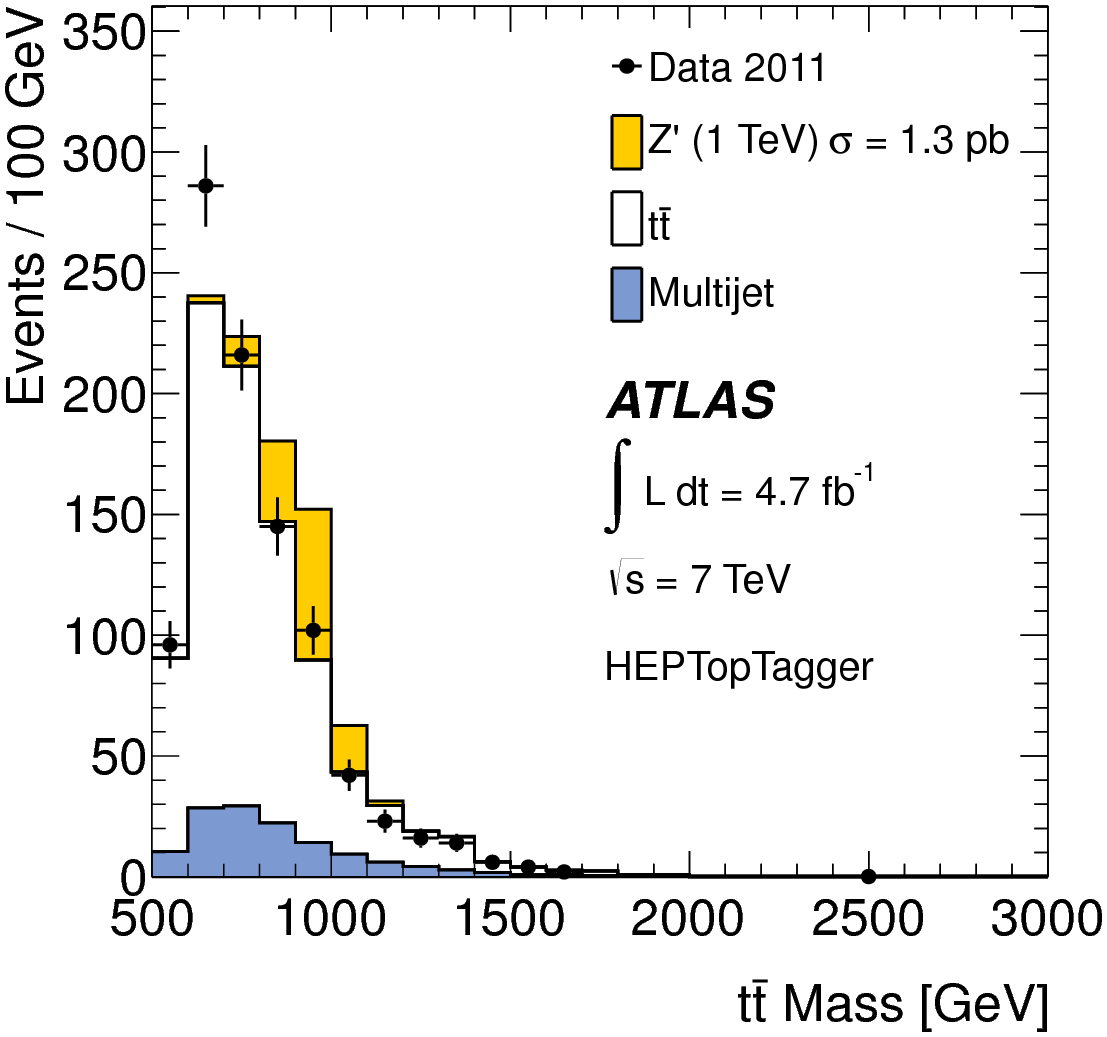 Events / 100 GeV
350
300
250
200
150
100
50
0
500 1000 1500 2000 2500 3000
tt̄ Mass [GeV]
Data 2011
Z' (1 TeV) σ = 1.3 pb
tt̄
Multijet
ATLAS
∫ L dt = 4.7 fb⁻¹
√s = 7 TeV
HEPTopTagger